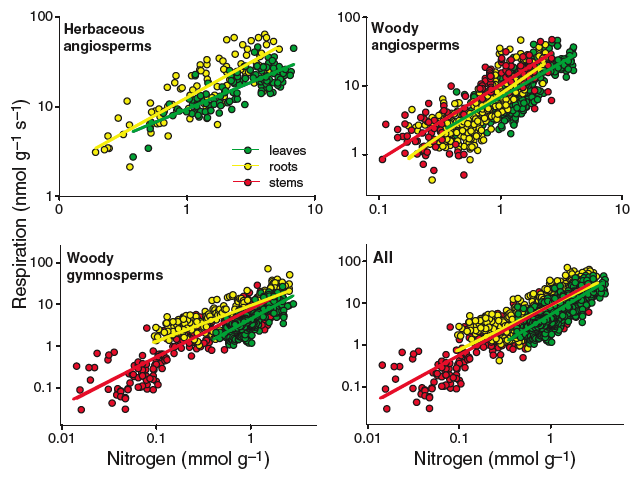 Respiration (nmol g⁻¹ s⁻¹)
Herbaceous
angiosperms
100
10
1
0
1
10
leaves
roots
stems
Woody
angiosperms
100
10
1
0.1
1
10
Woody
gymnosperms
100
10
1
0.1
0.01
0.1
1
Nitrogen (mmol g⁻¹)
All
100
10
1
0.1
0.01
0.1
1
Nitrogen (mmol g⁻¹)